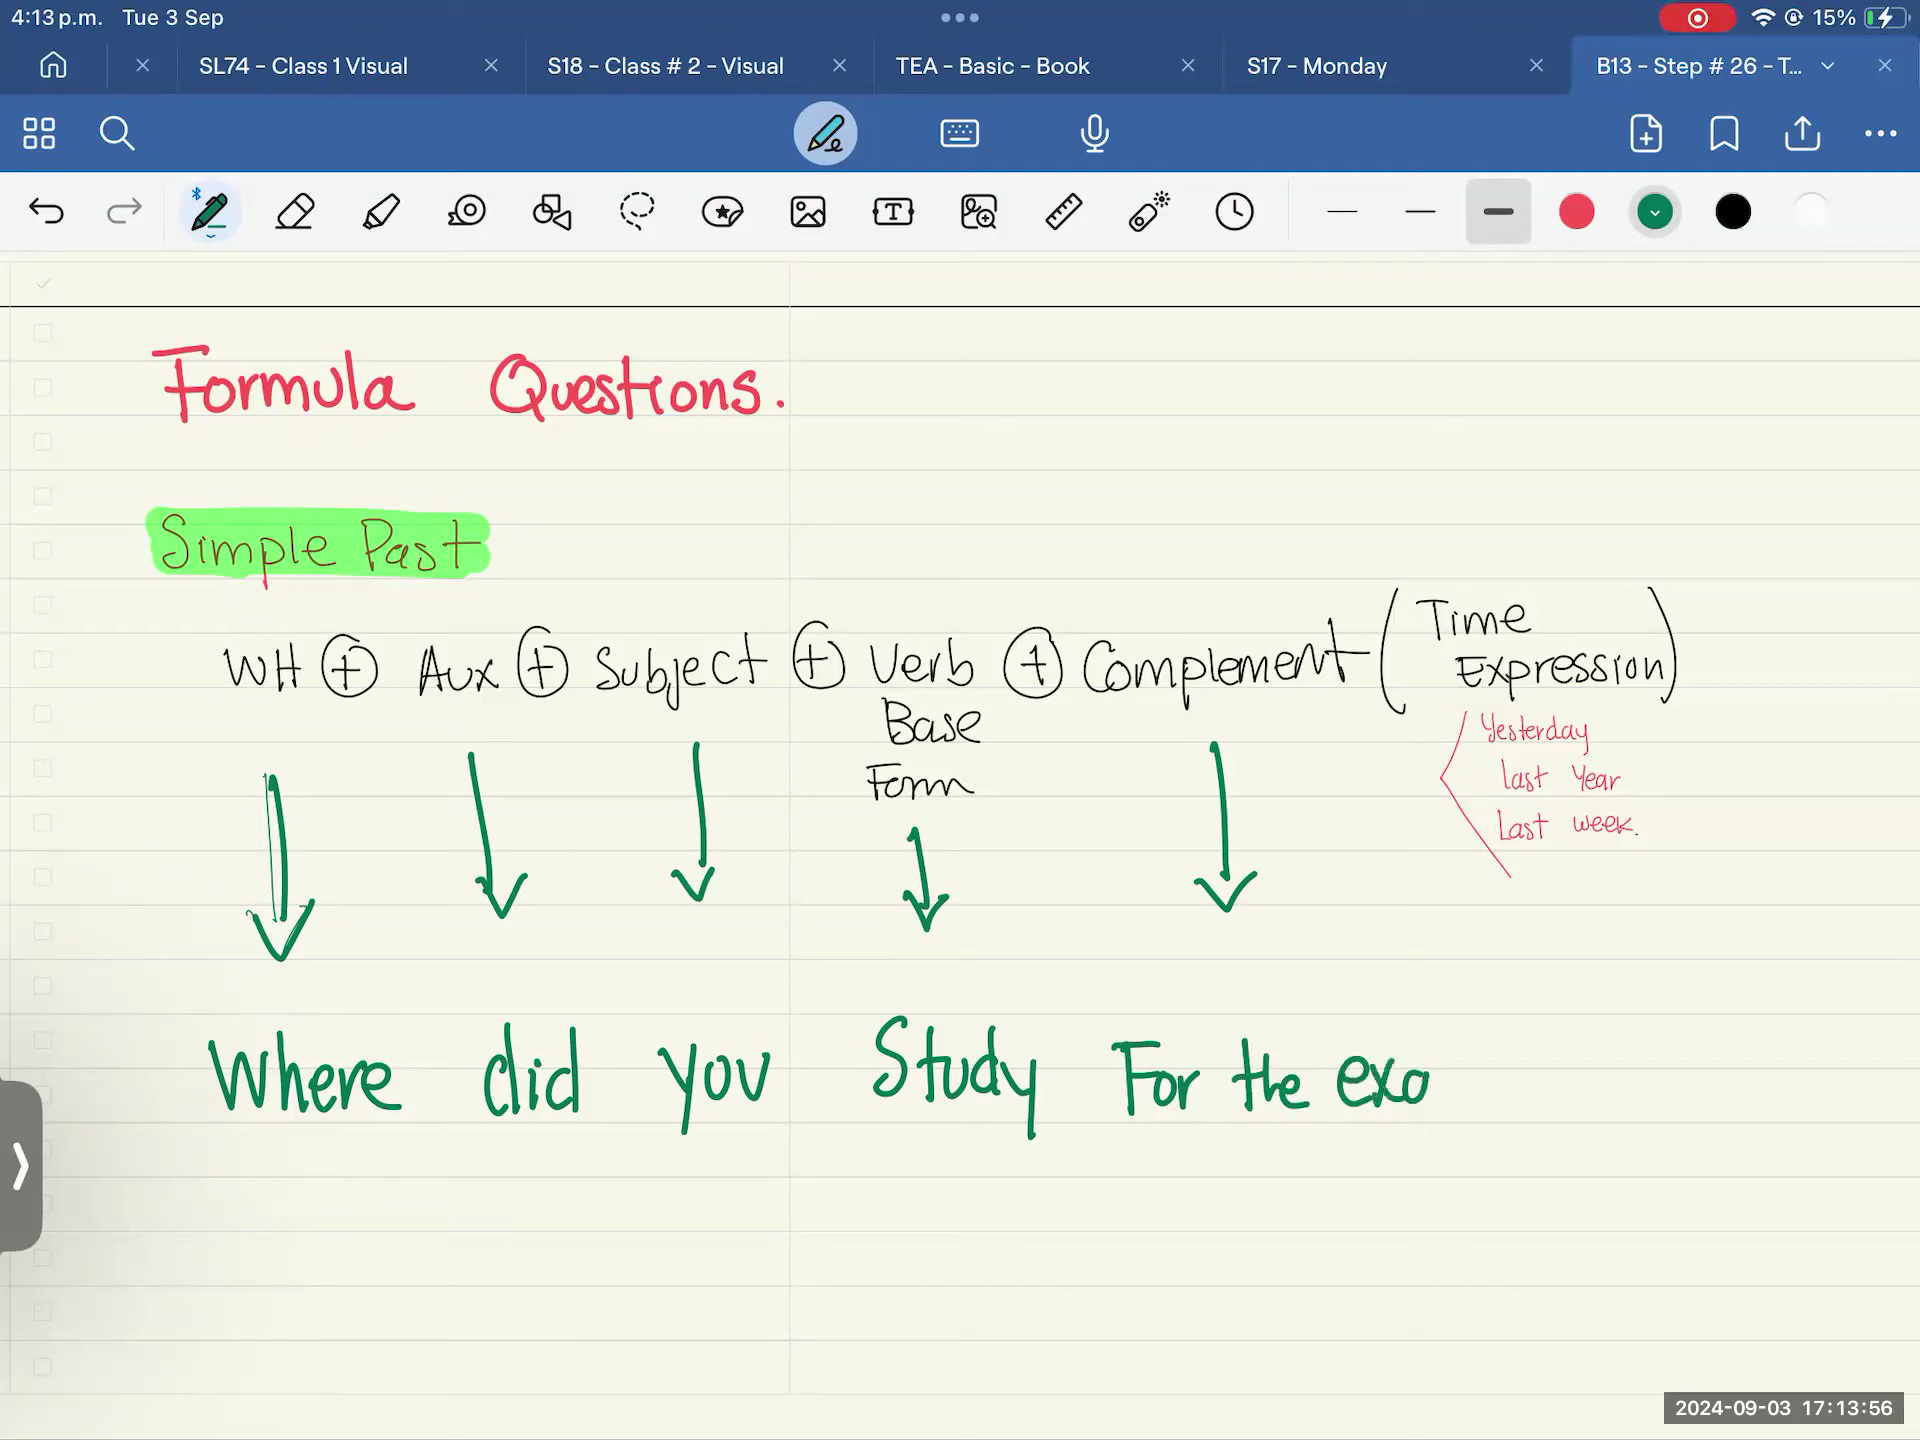 4:13 p.m. Tue 3 Sep 15%
SL74 - Class 1 Visual S18 - Class # 2 - Visual TEA - Basic - Book S17 - Monday B13 - Step # 26 - T...
Formula Questions.
Simple Past
WH + Aux + Subject + Verb + Complement (Time
Expression)
Base
Form
Yesterday
last Year
Last week.
Where did you Study For the exa
2024-09-03 17:13:56